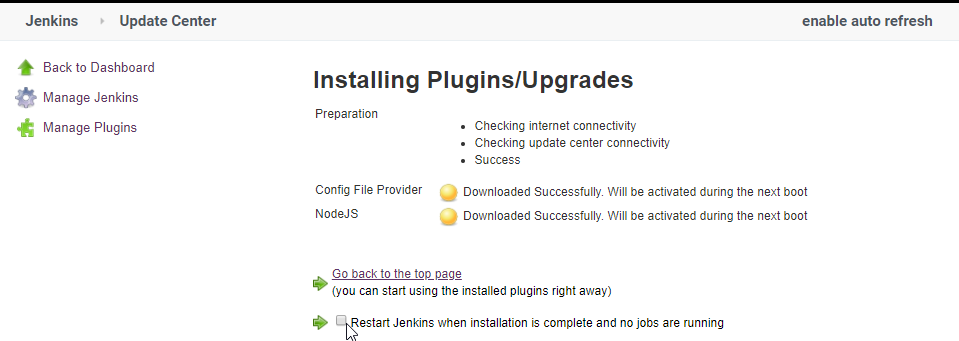 Jenkins
Update Center
enable auto refresh
Back to Dashboard
Manage Jenkins
Manage Plugins
Installing Plugins/Upgrades
Preparation
Checking internet connectivity
Checking update center connectivity
Success
Config File Provider
Downloaded Successfully. Will be activated during the next boot
NodeJS
Downloaded Successfully. Will be activated during the next boot
Go back to the top page
(you can start using the installed plugins right away)
Restart Jenkins when installation is complete and no jobs are running